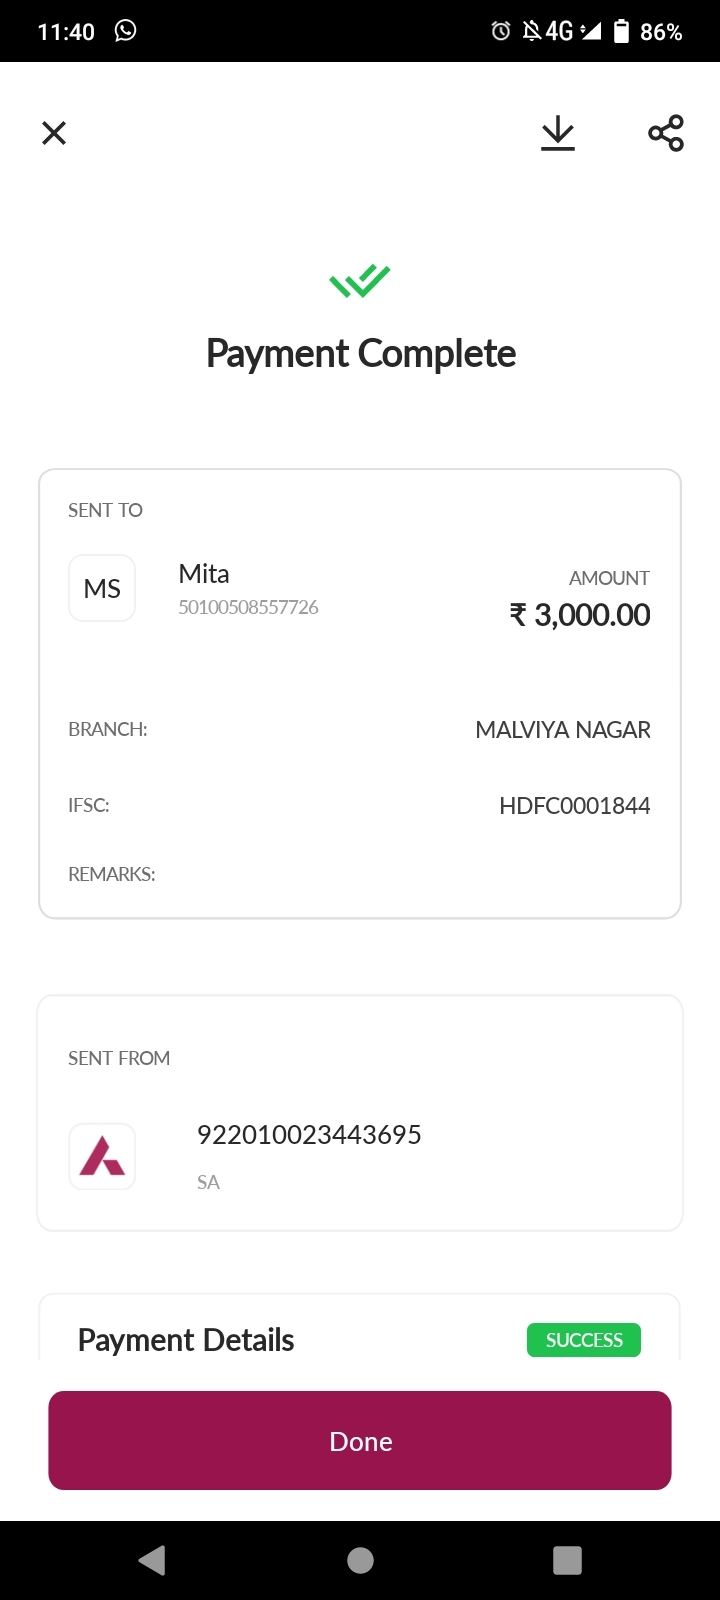 11:40 4G 86%
Payment Complete
SENT TO
MS Mita AMOUNT
50100508557726 ₹ 3,000.00
BRANCH: MALVIYA NAGAR
IFSC: HDFC0001844
REMARKS:
SENT FROM
922010023443695
SA
Payment Details SUCCESS
Done